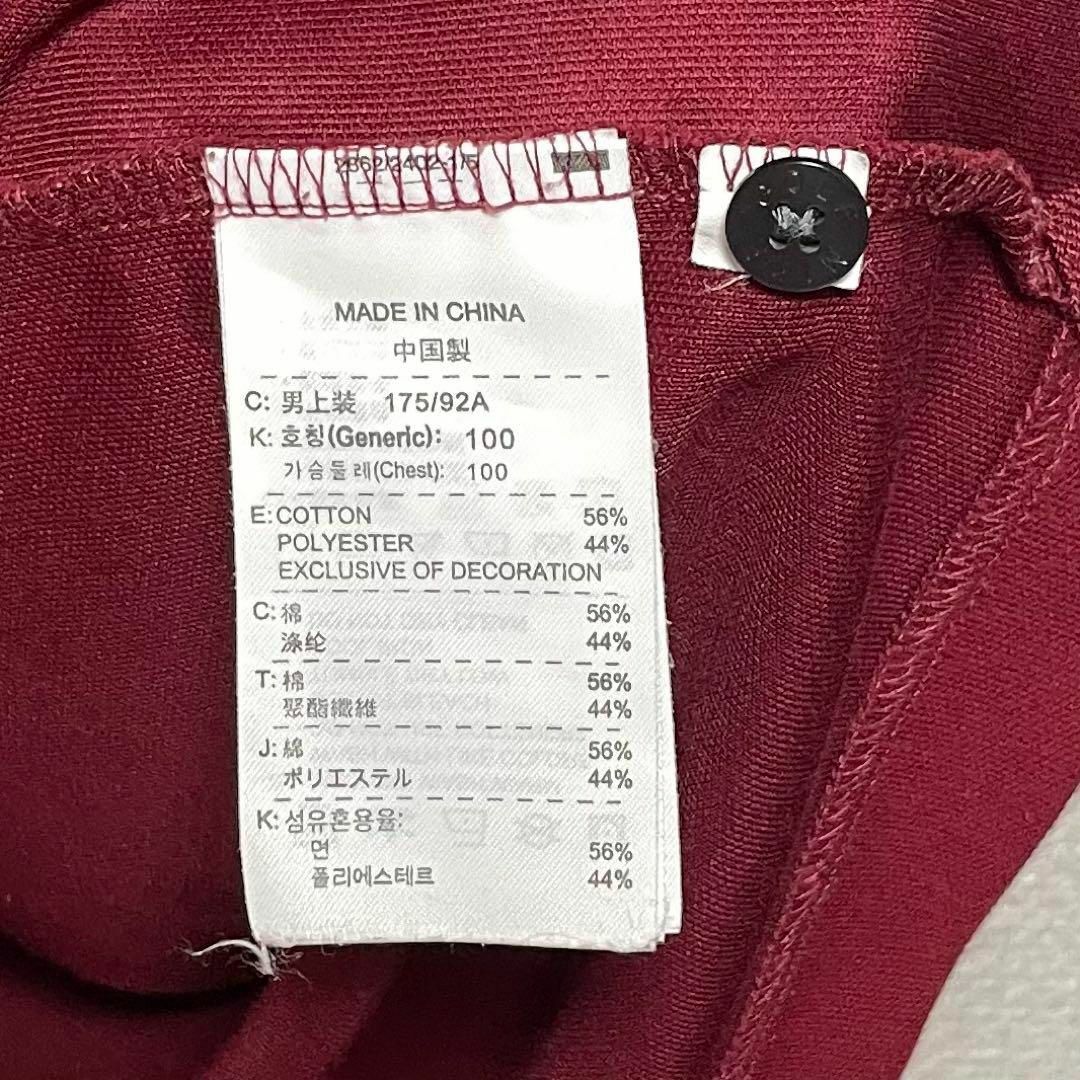 MADE IN CHINA
中国製
C: 男上装 175/92A
K: 호칭(Generic): 100
가슴둘레(Chest): 100
E: COTTON 56%
POLYESTER 44%
EXCLUSIVE OF DECORATION
C: 棉 56%
涤纶 44%
T: 棉 56%
聚酯纖維 44%
J: 綿 56%
ポリエステル 44%
K: 섬유혼용율:
면 56%
폴리에스테르 44%